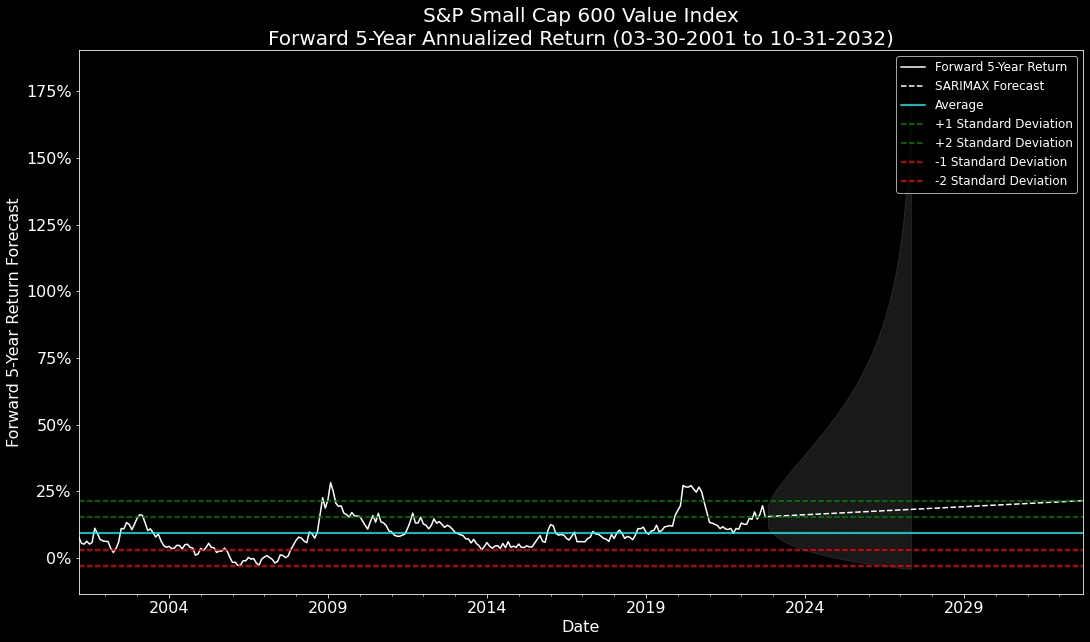 S&P Small Cap 600 Value Index
Forward 5-Year Annualized Return (03-30-2001 to 10-31-2032)
Forward 5-Year Return
SARIMAX Forecast
Average
+1 Standard Deviation
+2 Standard Deviation
-1 Standard Deviation
-2 Standard Deviation
Forward 5-Year Return Forecast
175%
150%
125%
100%
75%
50%
25%
0%
2004
2009
2014
2019
2024
2029
Date